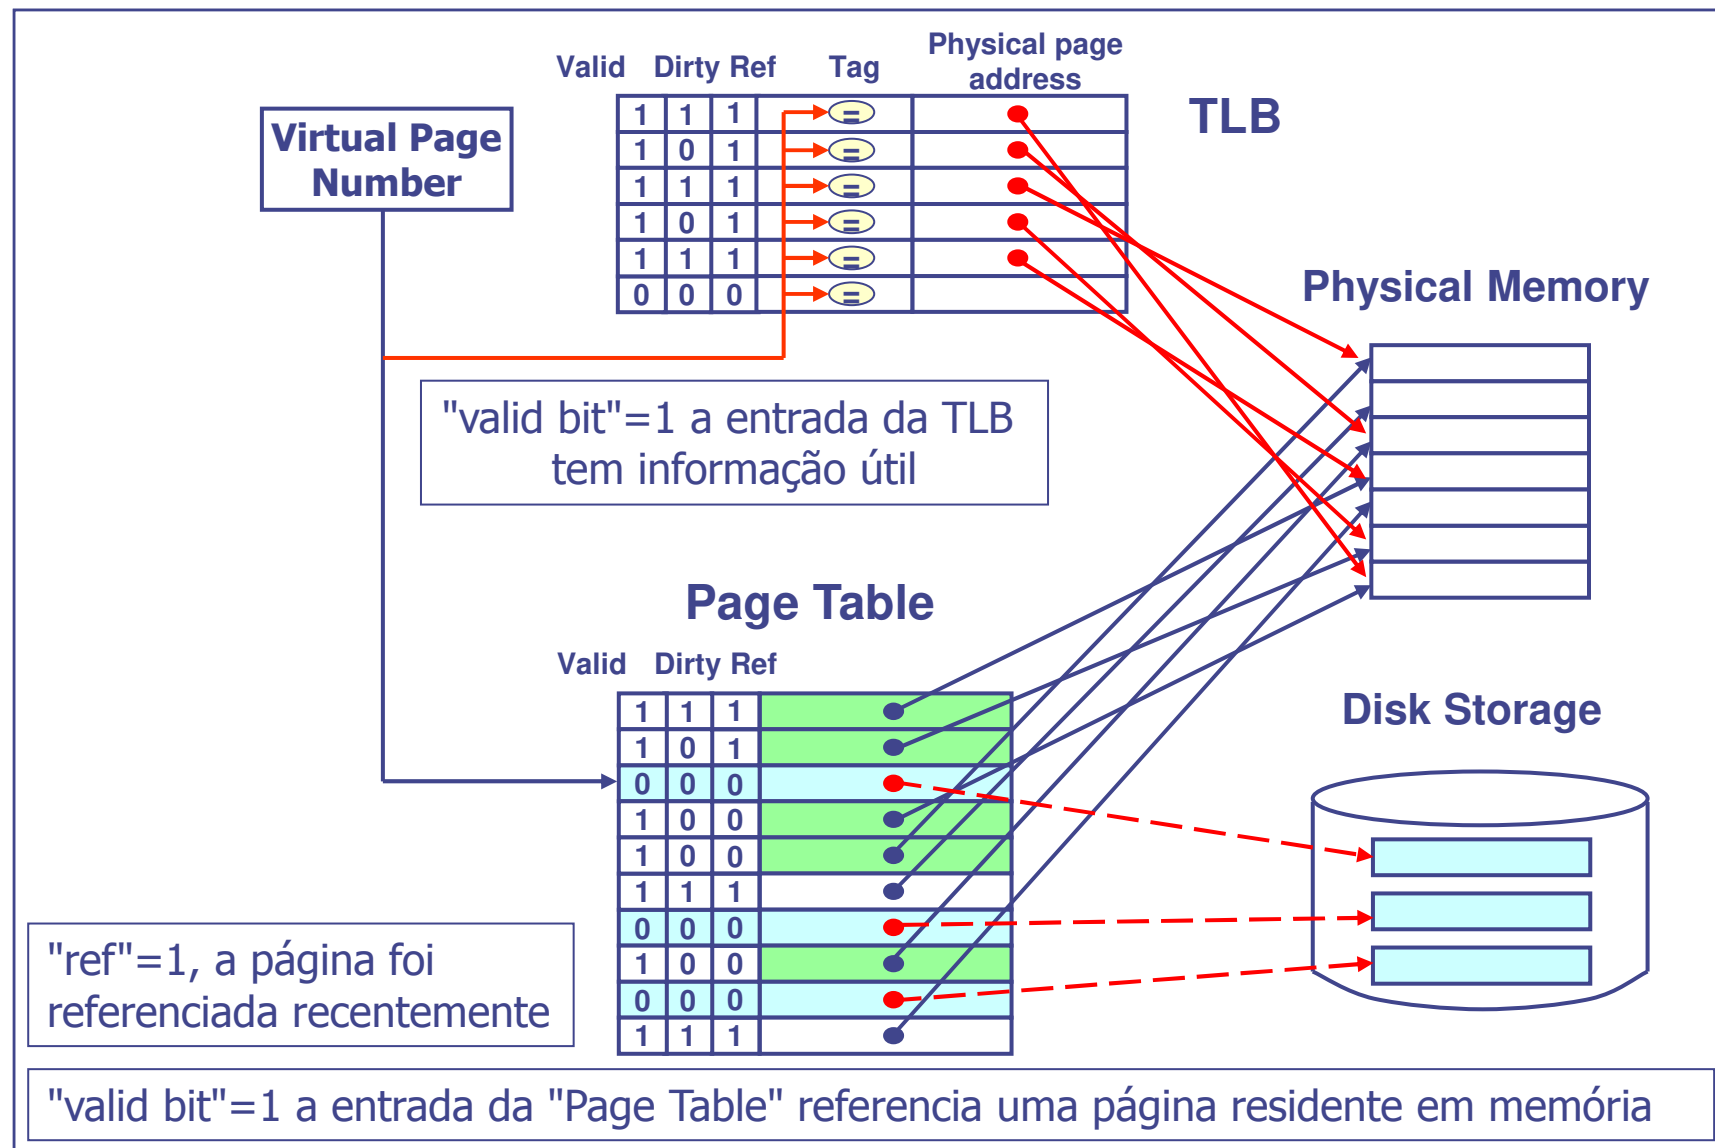 Physical page
address
Valid Dirty Ref Tag
TLB
Virtual Page
Number
1 1 1 =
1 0 1 =
1 1 1 =
1 0 1 =
1 1 1 =
0 0 0 =
Physical Memory
"valid bit"=1 a entrada da TLB
tem informação útil
Page Table
Valid Dirty Ref
1 1 1
1 0 1
0 0 0
1 0 0
1 0 0
1 1 1
0 0 0
1 0 0
0 0 0
1 1 1
Disk Storage
"ref"=1, a página foi
referenciada recentemente
"valid bit"=1 a entrada da "Page Table" referencia uma página residente em memória